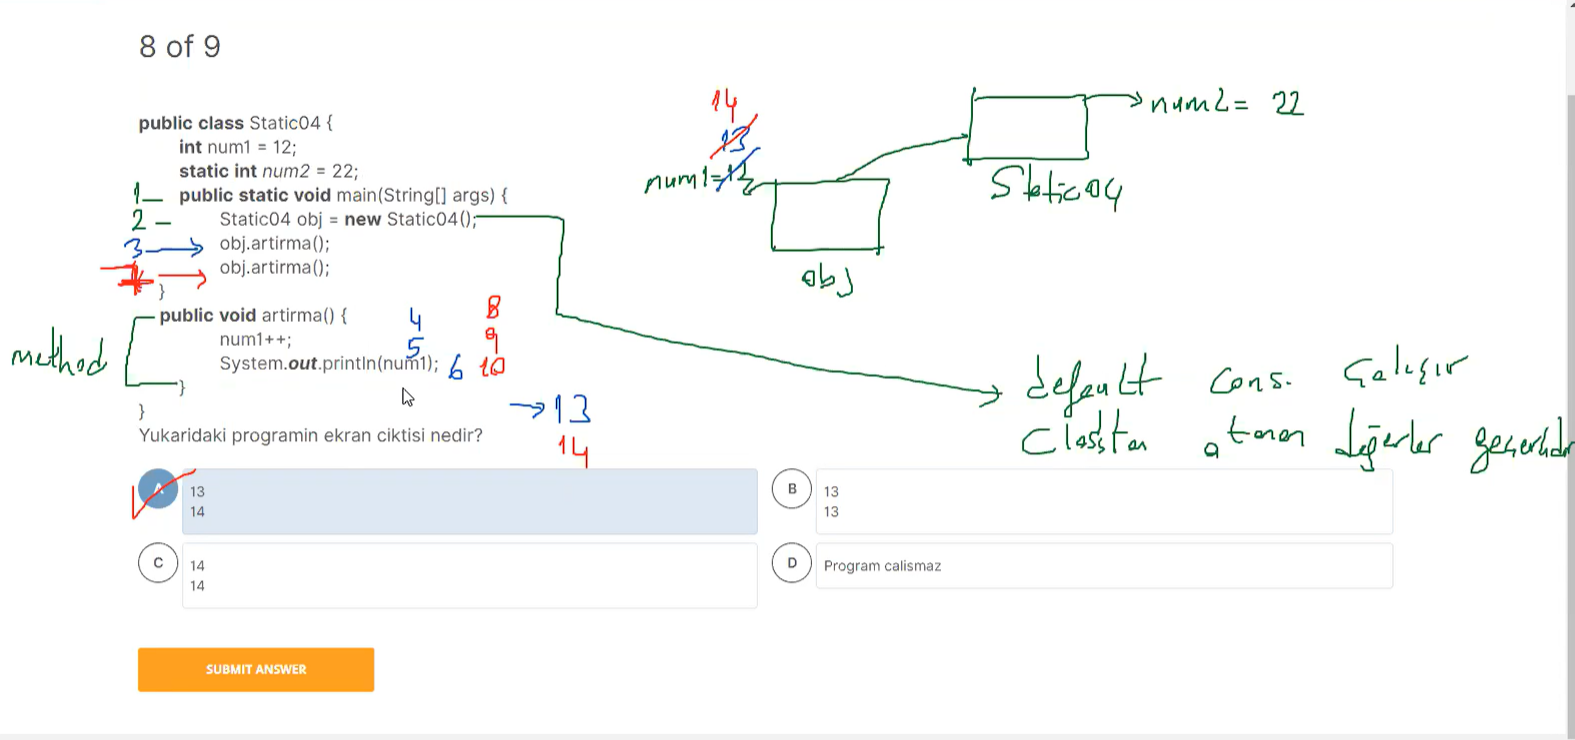 8 of 9
14
13
num1=12
num2= 22
Static04
obj
public class Static04 {
int num1 = 12;
static int num2 = 22;
1 public static void main(String[] args) {
2 Static04 obj = new Static04();
3 obj.artirma();
obj.artirma();
}
public void artirma() { 4 8
num1++; 5 9
System.out.println(num1); 6 10
}
}
method
default cons. çalışır
Classtan atanan değerler geçerlidir
13
14
Yukaridaki programin ekran ciktisi nedir?
A
13
14
B
13
13
C
14
14
D
Program calismaz
SUBMIT ANSWER